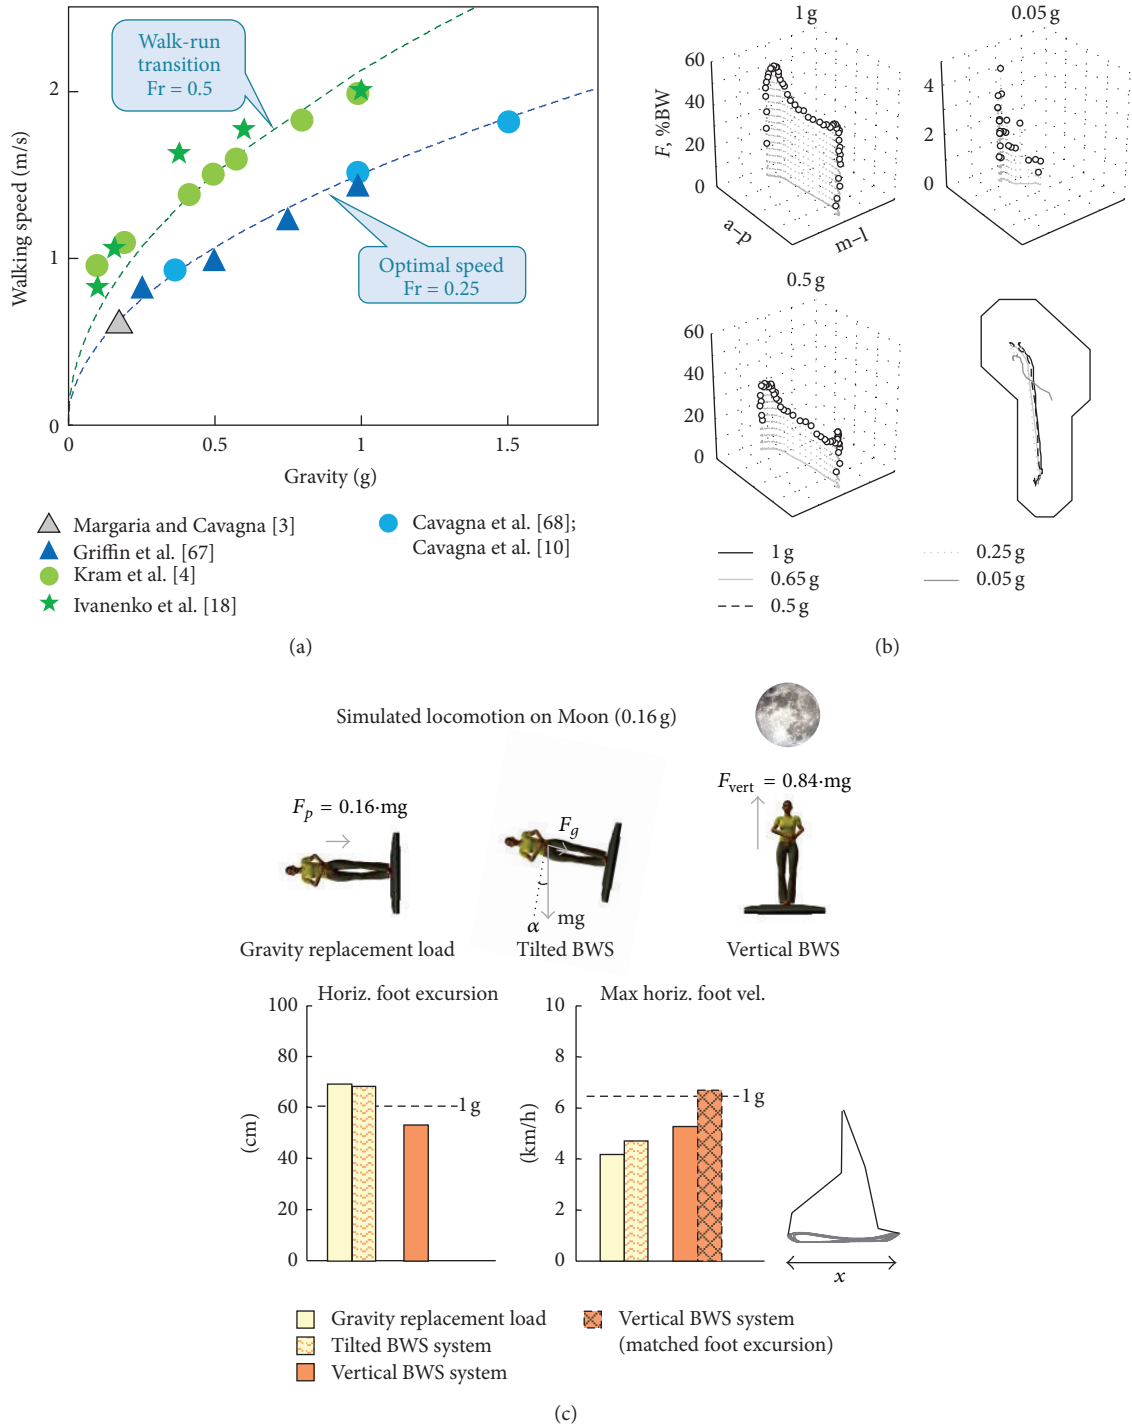 Walk-run
transition
Fr = 0.5
Optimal speed
Fr = 0.25
2
1
0
Walking speed (m/s)
0
0.5
1
1.5
Gravity (g)
Margaria and Cavagna [3]
Griffin et al. [67]
Kram et al. [4]
Ivanenko et al. [18]
Cavagna et al. [68];
Cavagna et al. [10]
(a)
1 g
60
40
20
0
F, %BW
a–p
m–l
0.05 g
4
2
0
0.5 g
60
40
20
0
1 g
0.65 g
0.5 g
0.25 g
0.05 g
(b)
Simulated locomotion on Moon (0.16 g)
Fp = 0.16·mg
Fg
α
mg
Fvert = 0.84·mg
Gravity replacement load
Tilted BWS
Vertical BWS
Horiz. foot excursion
100
80
60
40
20
0
(cm)
1 g
Max horiz. foot vel.
10
8
6
4
2
0
(km/h)
1 g
x
Gravity replacement load
Tilted BWS system
Vertical BWS system
Vertical BWS system
(matched foot excursion)
(c)